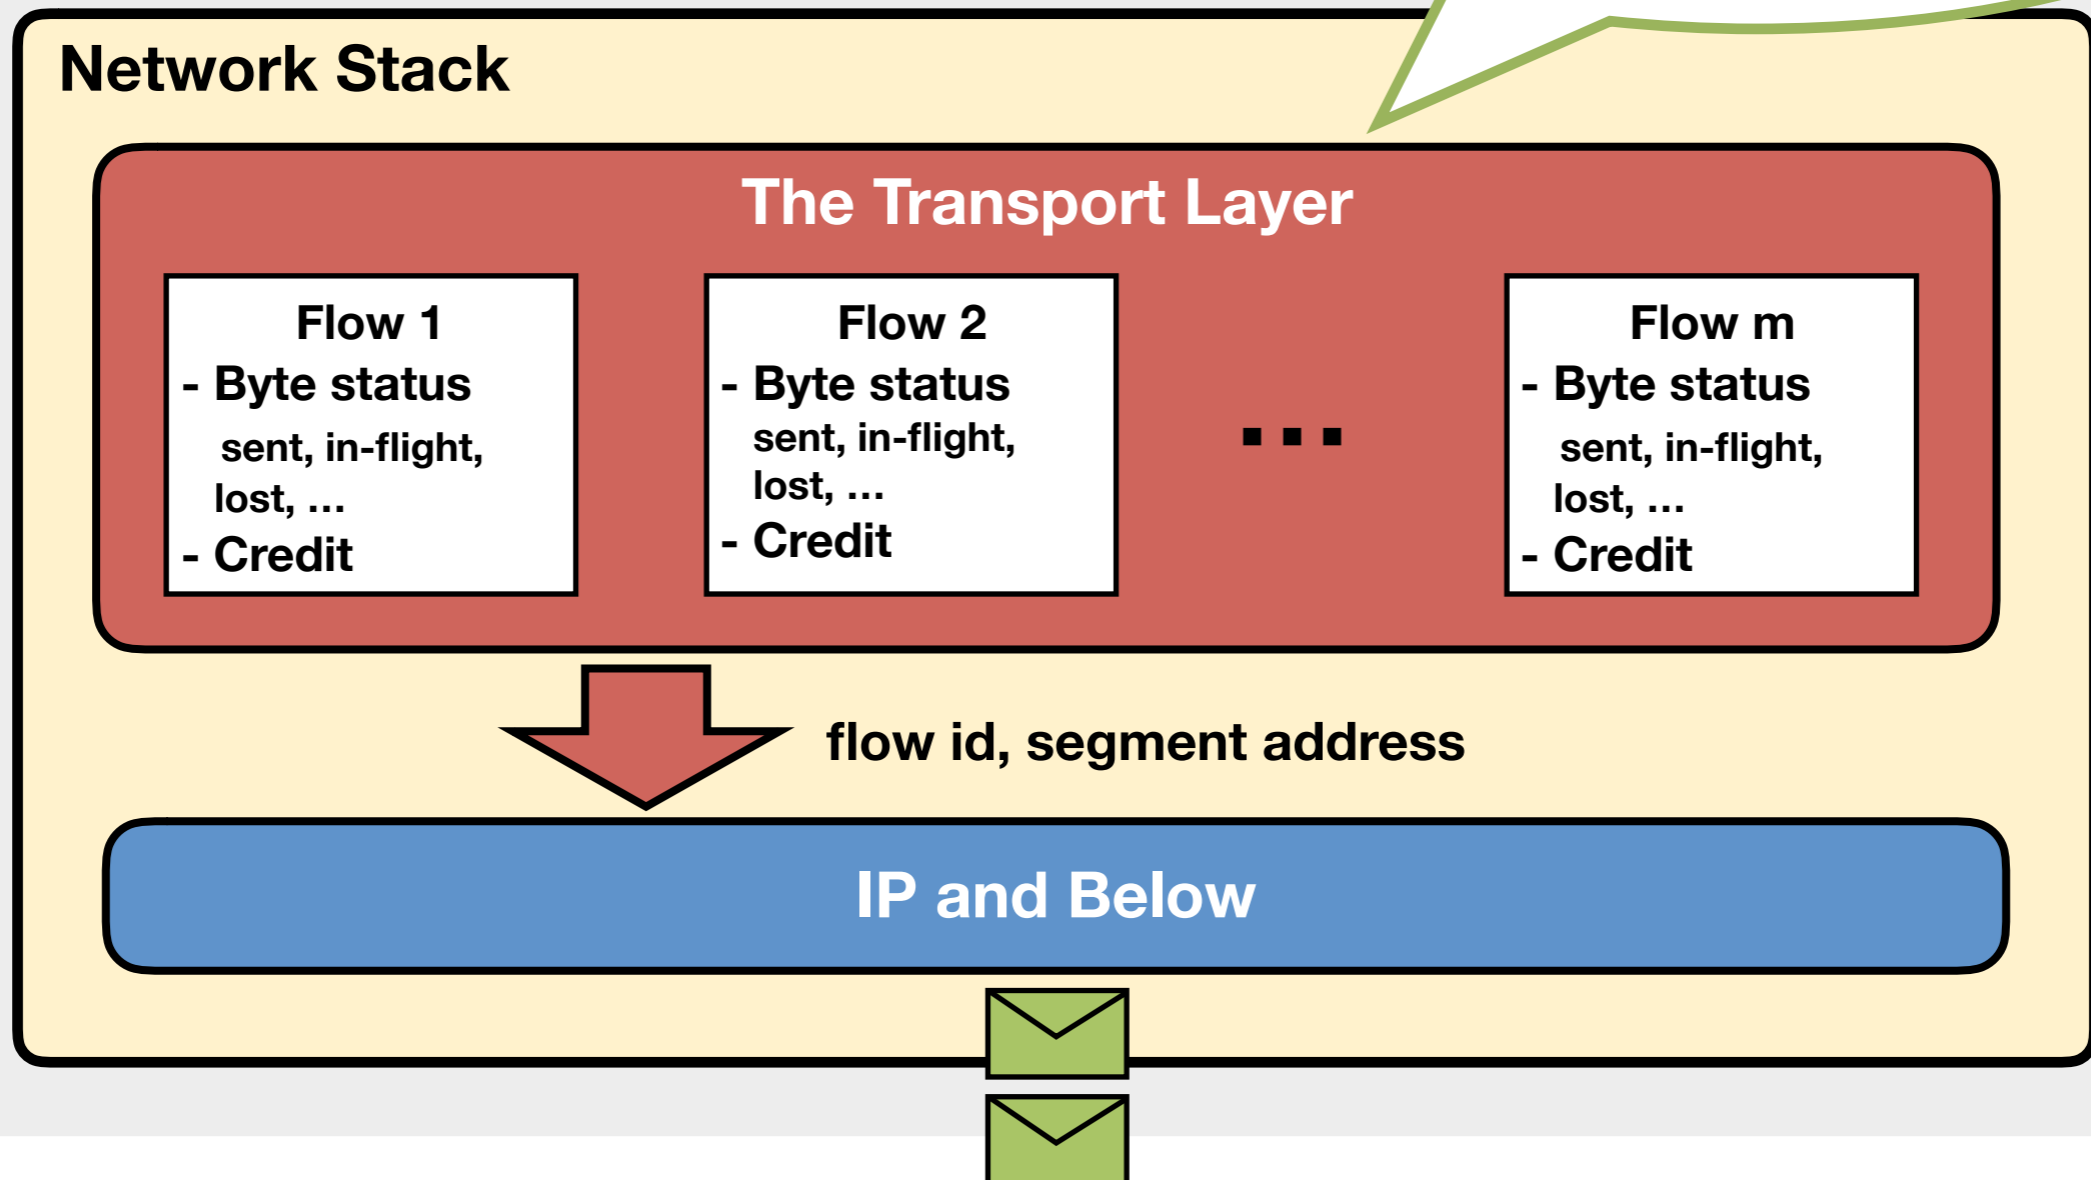 Network Stack
The Transport Layer
Flow 1
- Byte status
sent, in-flight,
lost, ...
- Credit
Flow 2
- Byte status
sent, in-flight,
lost, ...
- Credit
...
Flow m
- Byte status
sent, in-flight,
lost, ...
- Credit
flow id, segment address
IP and Below